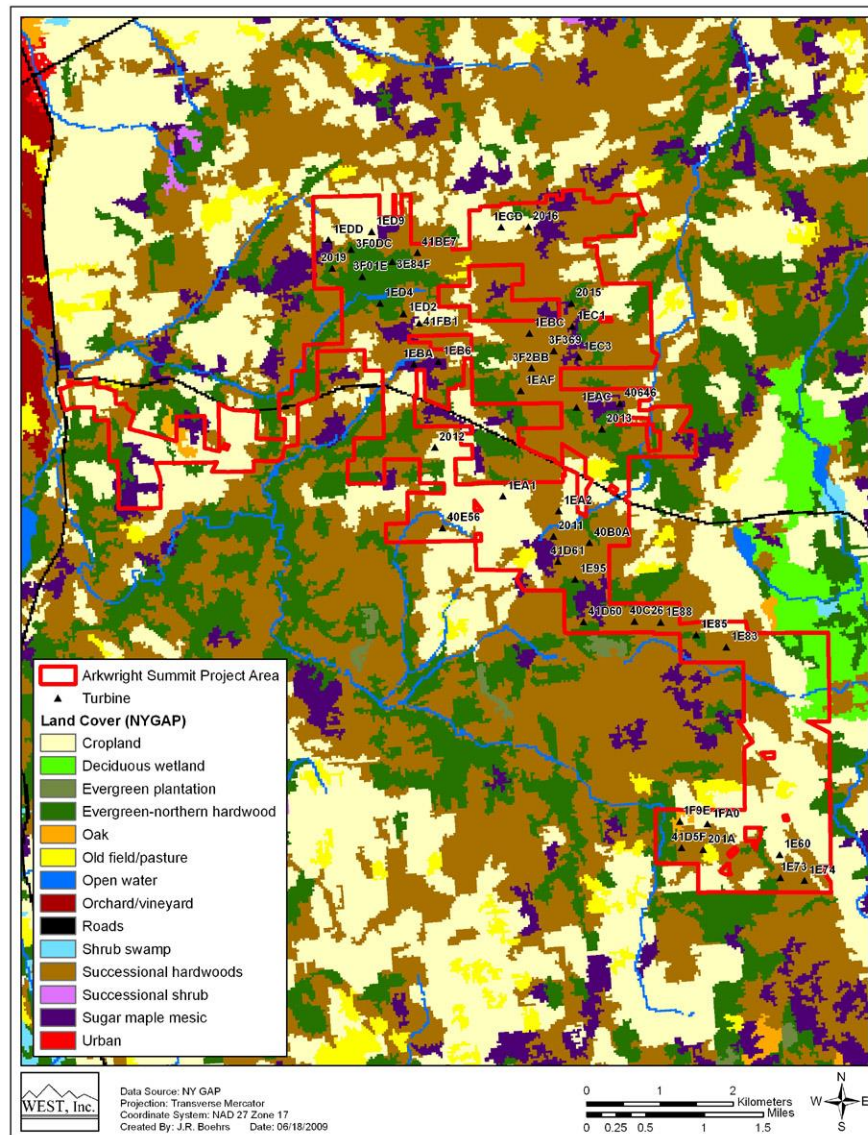 1ED9
1ECD
2016
1EDD
3F0DC
41BE7
2019
3E84F
3F01E
1ED4
2015
1ED2
41FB1
1EC1
1EBC
3F369
1EBA
1EB6
3F2BB
1EC3
1EAF
1EAC
40646
2013
2012
1EA1
1EA2
40E56
2011
40B0A
41D61
1E95
41D60
40C26
1E88
1E85
1E83
Arkwright Summit Project Area
Turbine
Land Cover (NYGAP)
Cropland
Deciduous wetland
Evergreen plantation
Evergreen-northern hardwood
Oak
Old field/pasture
Open water
Orchard/vineyard
Roads
Shrub swamp
Successional hardwoods
Successional shrub
Sugar maple mesic
Urban
1F9E
1FA0
41D5F
201A
1E60
1E73
1E74
WEST, Inc.
Data Source: NY GAP
Projection: Transverse Mercator
Coordinate System: NAD 27 Zone 17
Created By: J.R. Boehrs Date: 06/18/2009
0 1 2
Kilometers
Miles
0 0.25 0.5 1 1.5
N
W E
S